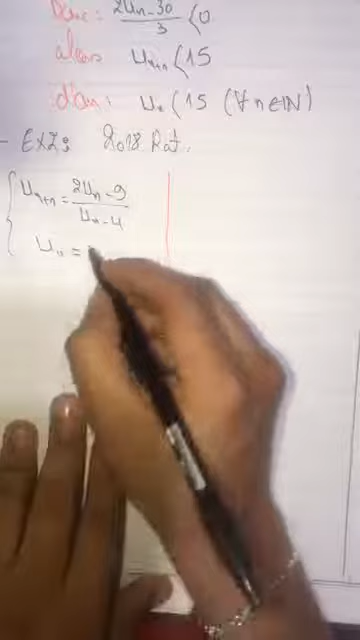 Donc : 2Un - 30 / 3 < 0
alors Un+1 < 15
d'où : Un < 15 (∀n∈IN)
- EX2 : 2018 Rat.
{ Un+1 = 2Un - 9 / Un - 4
U0 =